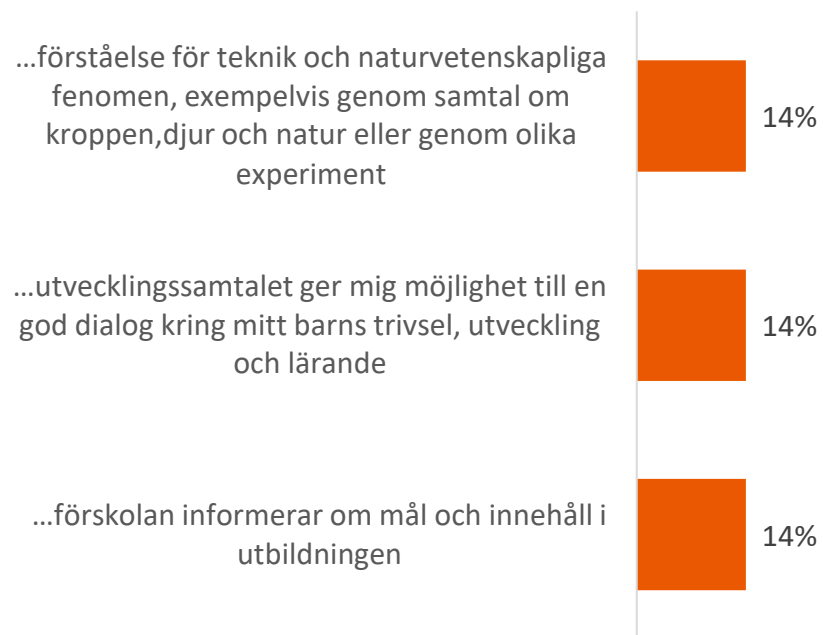 ...förståelse för teknik och naturvetenskapliga
fenomen, exempelvis genom samtal om
kroppen,djur och natur eller genom olika
experiment
14%
...utvecklingssamtalet ger mig möjlighet till en
god dialog kring mitt barns trivsel, utveckling
och lärande
14%
...förskolan informerar om mål och innehåll i
utbildningen
14%